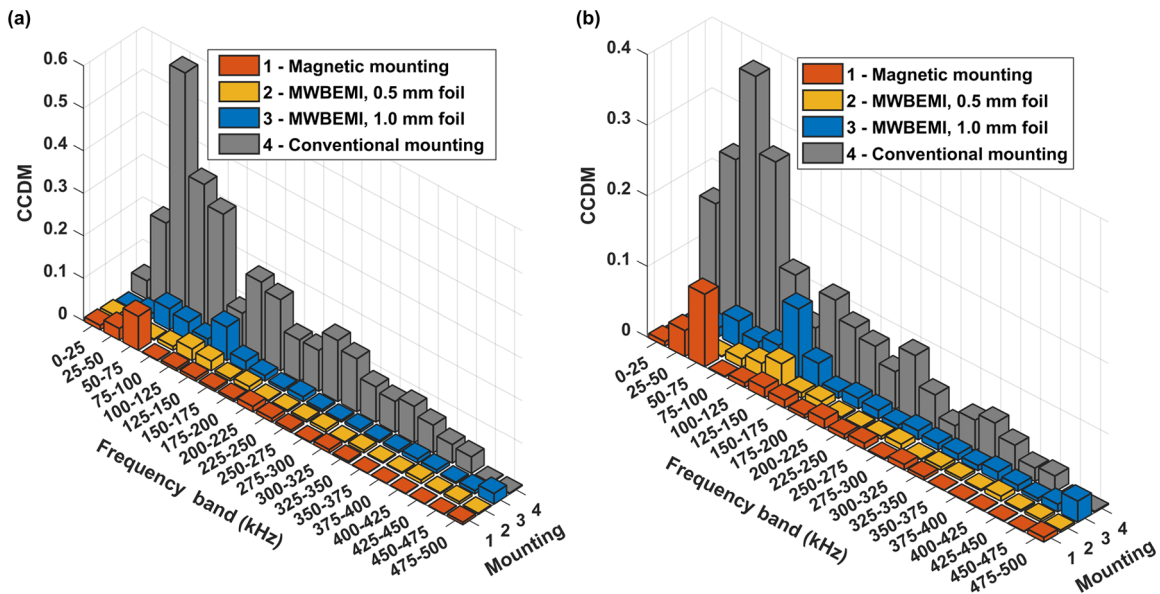 (a)
0.6
0.5
0.4
0.3
0.2
0.1
0
CCDM
1 - Magnetic mounting
2 - MWBEMI, 0.5 mm foil
3 - MWBEMI, 1.0 mm foil
4 - Conventional mounting
0-25
25-50
50-75
75-100
100-125
125-150
150-175
175-200
200-225
225-250
250-275
275-300
300-325
325-350
350-375
375-400
400-425
425-450
450-475
475-500
Frequency band (kHz)
1 2 3 4
Mounting
(b)
0.4
0.3
0.2
0.1
0
CCDM
1 - Magnetic mounting
2 - MWBEMI, 0.5 mm foil
3 - MWBEMI, 1.0 mm foil
4 - Conventional mounting
0-25
25-50
50-75
75-100
100-125
125-150
150-175
175-200
200-225
225-250
250-275
275-300
300-325
325-350
350-375
375-400
400-425
425-450
450-475
475-500
Frequency band (kHz)
1 2 3 4
Mounting